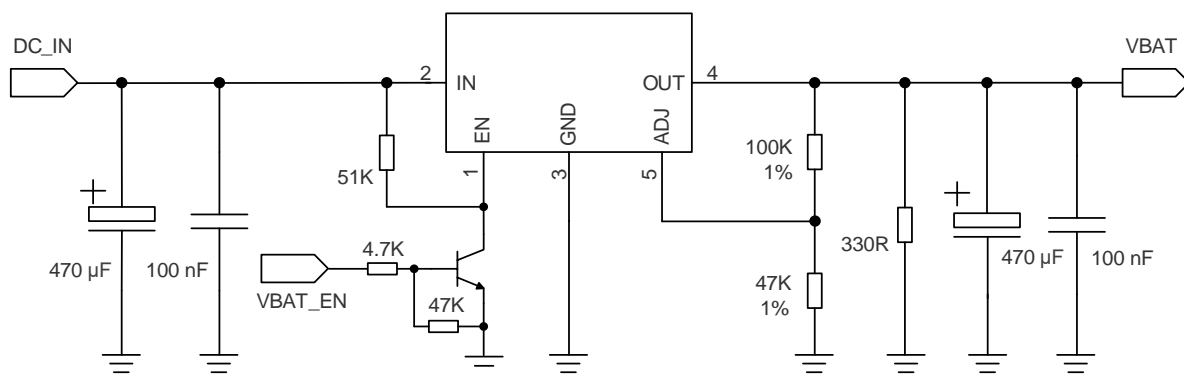 DC_IN
VBAT
2
IN
OUT
4
EN
GND
ADJ
1
3
5
51K
100K
1%
470 µF
100 nF
4.7K
VBAT_EN
47K
330R
47K
1%
470 µF
100 nF